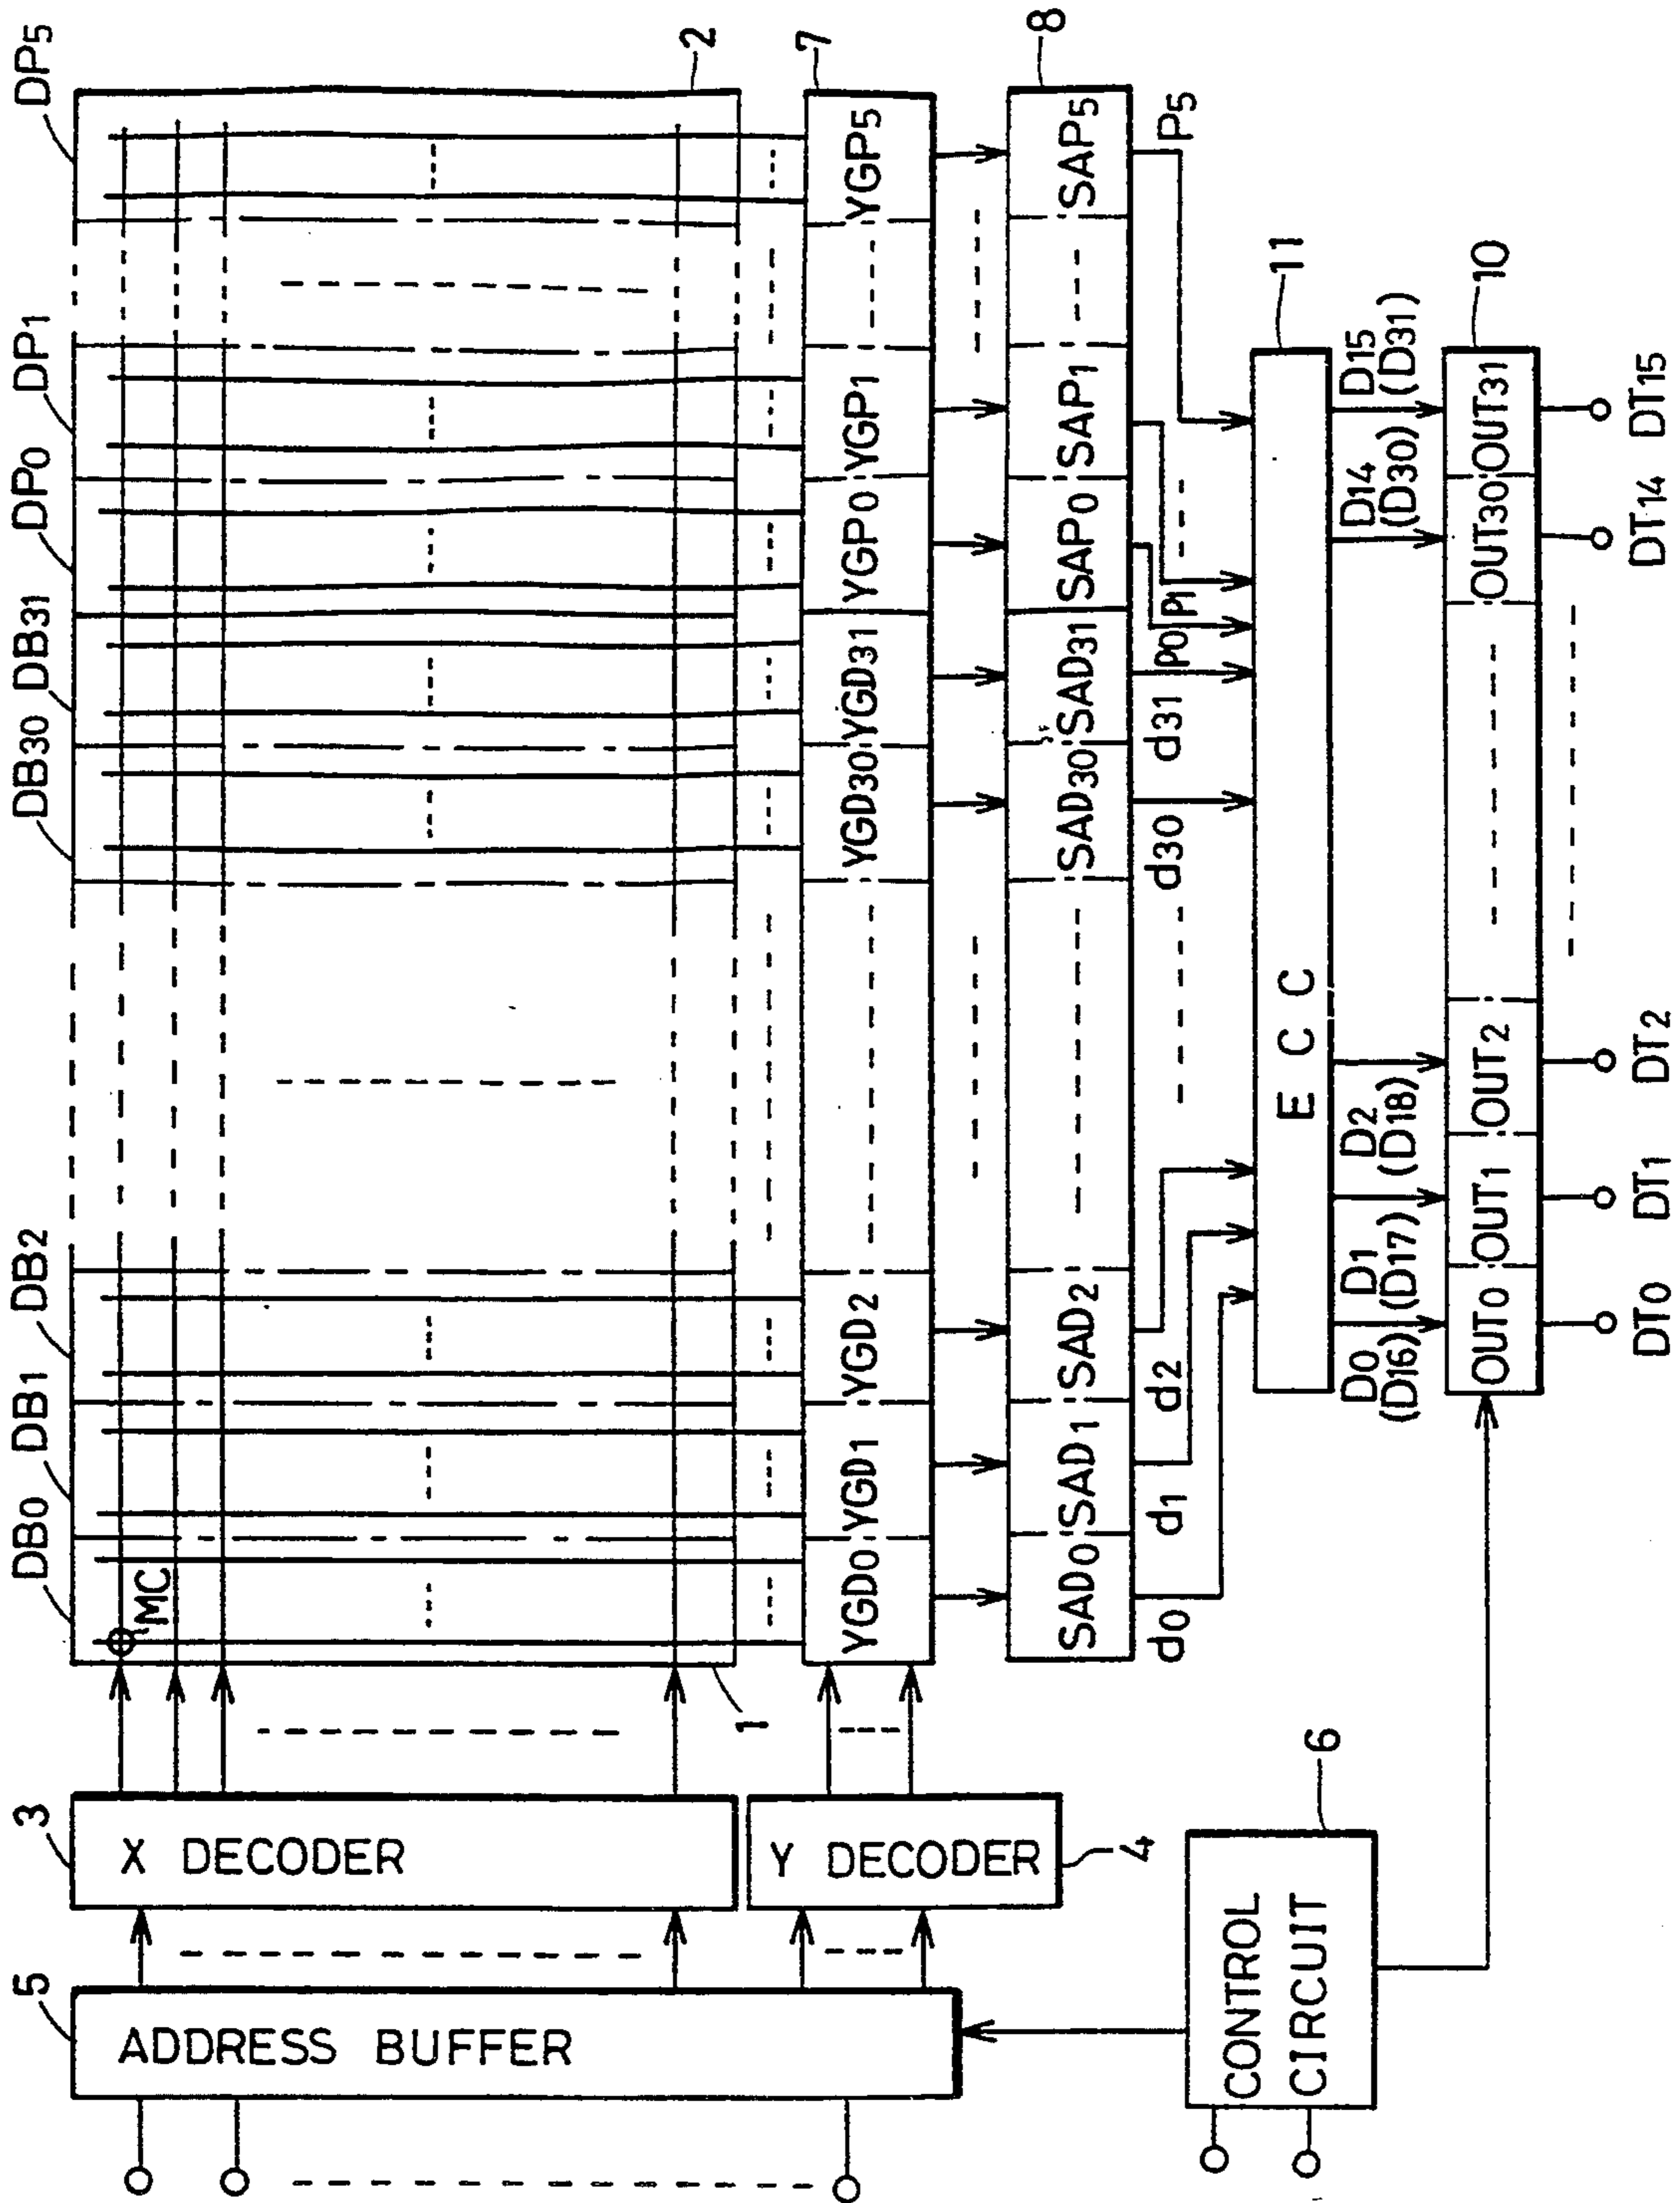 DB0 DB1 DB2 DB30 DB31 DP0 DP1 DP5
MC
1
2
3
X DECODER
5
ADDRESS BUFFER
Y DECODER
4
YGD0 YGD1 YGD2 YGD30 YGD31 YGP0 YGP1 YGP5
7
SAD0 SAD1 SAD2 SAD30 SAD31 SAP0 SAP1 SAP5
8
d0 d1 d2 d30 d31 P0 P1 P5
ECC
11
D0 D1 D2 D14 D15
(D16) (D17) (D18) (D30) (D31)
CONTROL
CIRCUIT
6
OUT0 OUT1 OUT2 OUT30 OUT31
10
DT0 DT1 DT2 DT14 DT15